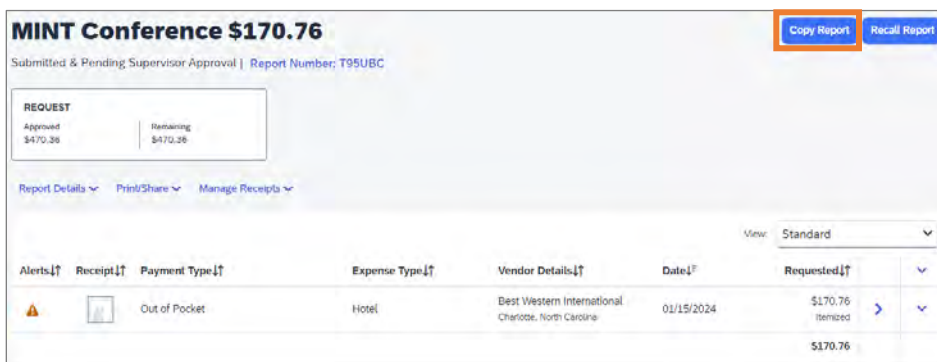 MINT Conference $170.76
Copy Report
Recall Report
Submitted & Pending Supervisor Approval | Report Number: T95UBC
REQUEST
Approved
$470.36
Remaining
$470.36
Report Details
Print/Share
Manage Receipts
View: Standard
Alerts Receipt Payment Type Expense Type Vendor Details Date Requested
Out of Pocket Hotel Best Western International 01/15/2024 $170.76
Charlotte, North Carolina Itemized
$170.76